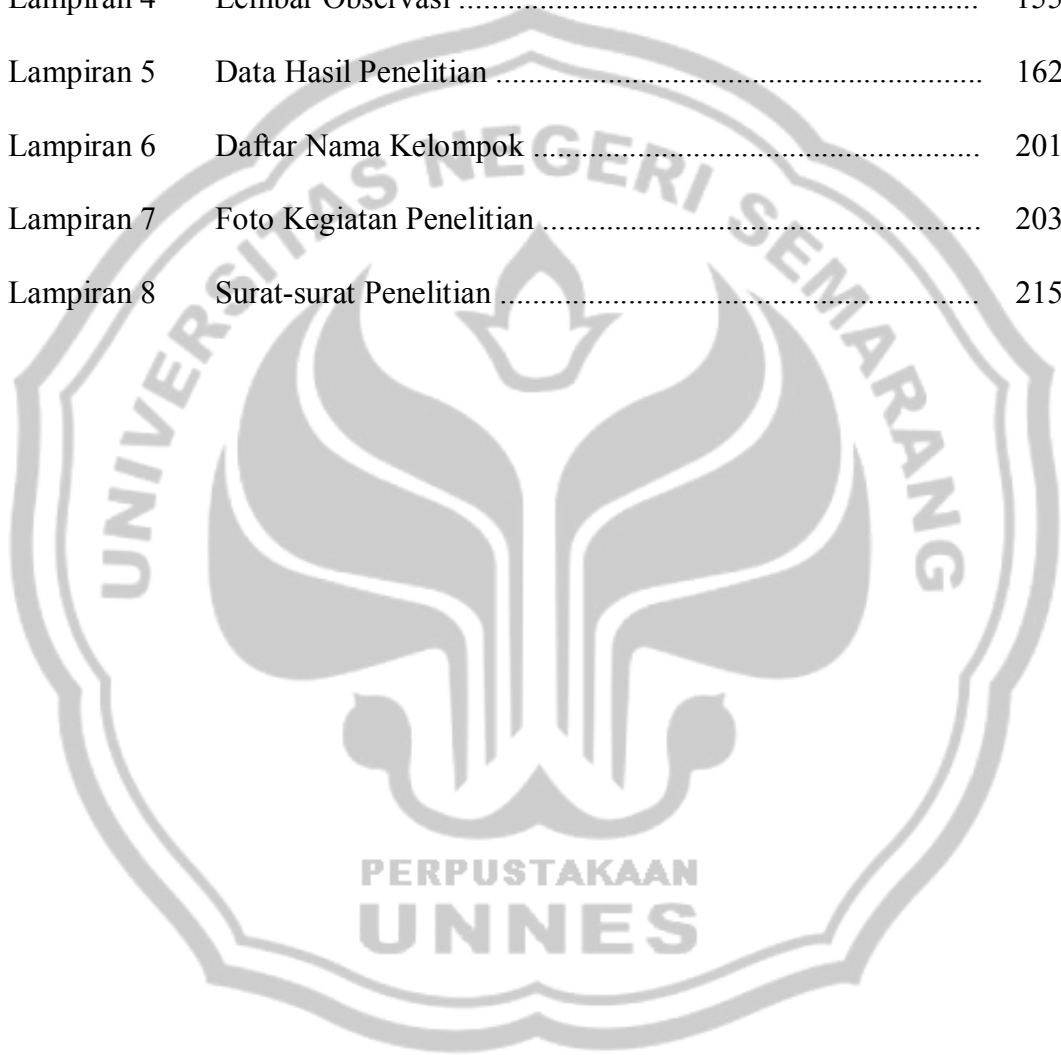 Lampiran 4 Lembar Observasi ........................................................... 155
Lampiran 5 Data Hasil Penelitian ....................................................... 162
Lampiran 6 Daftar Nama Kelompok .................................................. 201
Lampiran 7 Foto Kegiatan Penelitian ................................................. 203
Lampiran 8 Surat-surat Penelitian ...................................................... 215
UNIVERSITAS NEGERI SEMARANG
PERPUSTAKAAN
UNNES